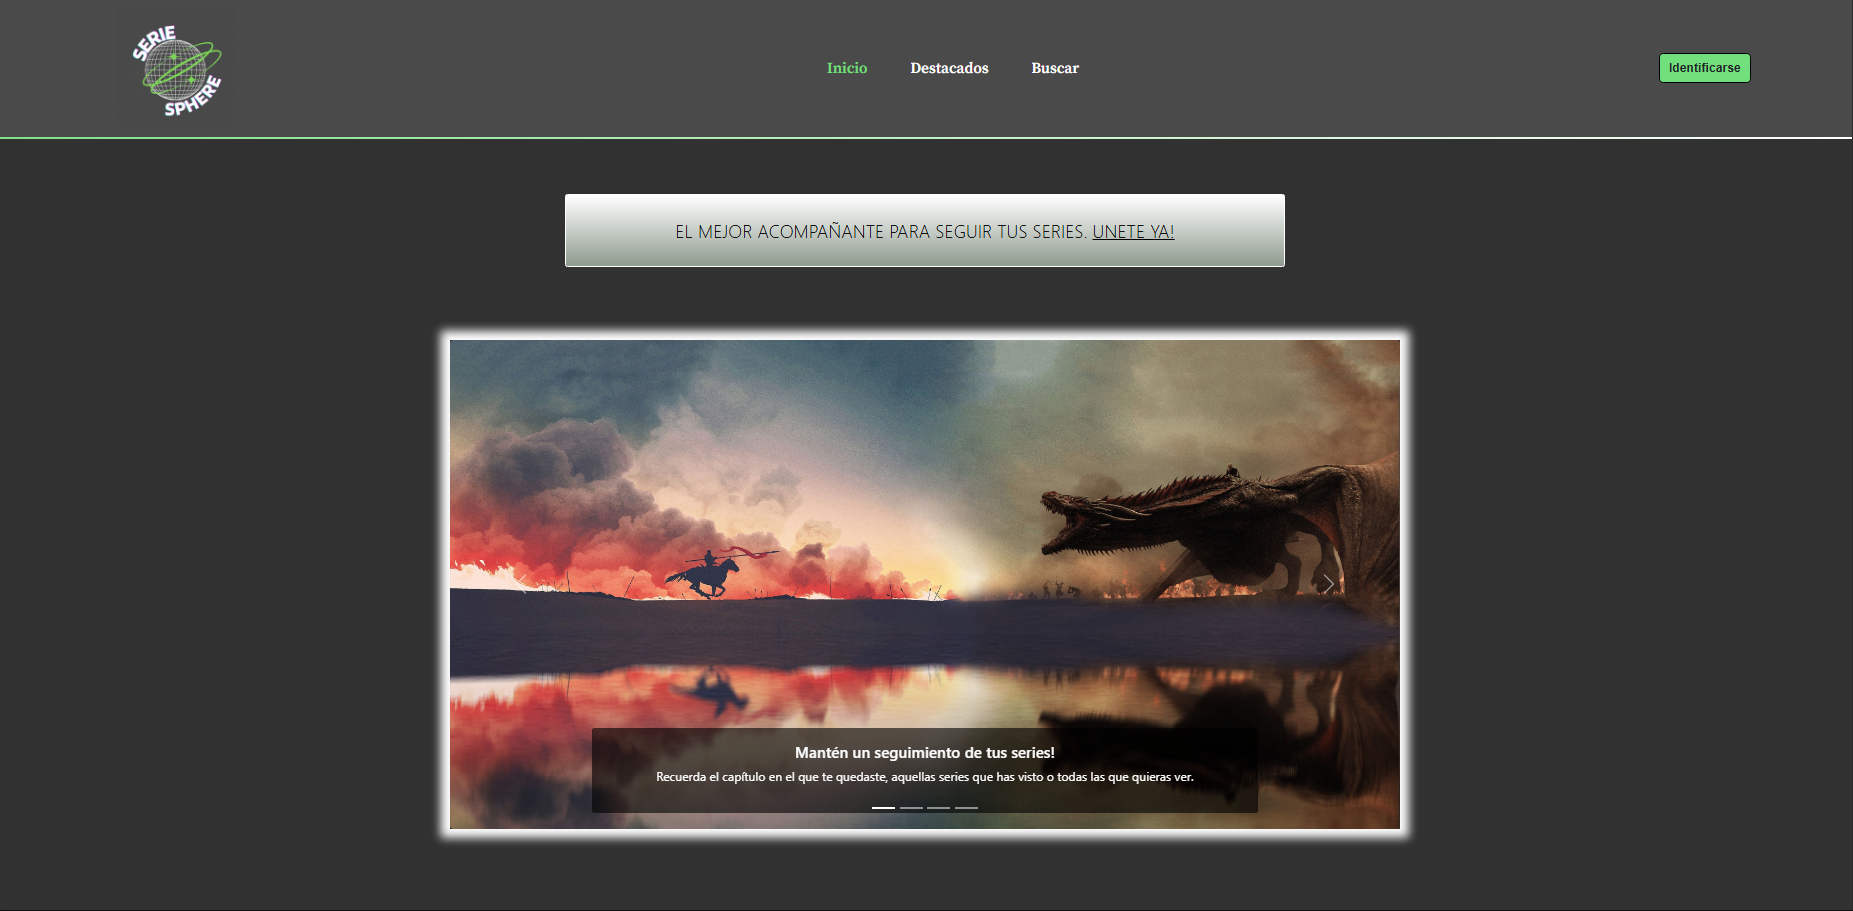 SERIE
SPHERE
Inicio
Destacados
Buscar
Identificarse
EL MEJOR ACOMPAÑANTE PARA SEGUIR TUS SERIES. UNETE YA!
Mantén un seguimiento de tus series!
Recuerda el capítulo en el que te quedaste, aquellas series que has visto o todas las que quieras ver.